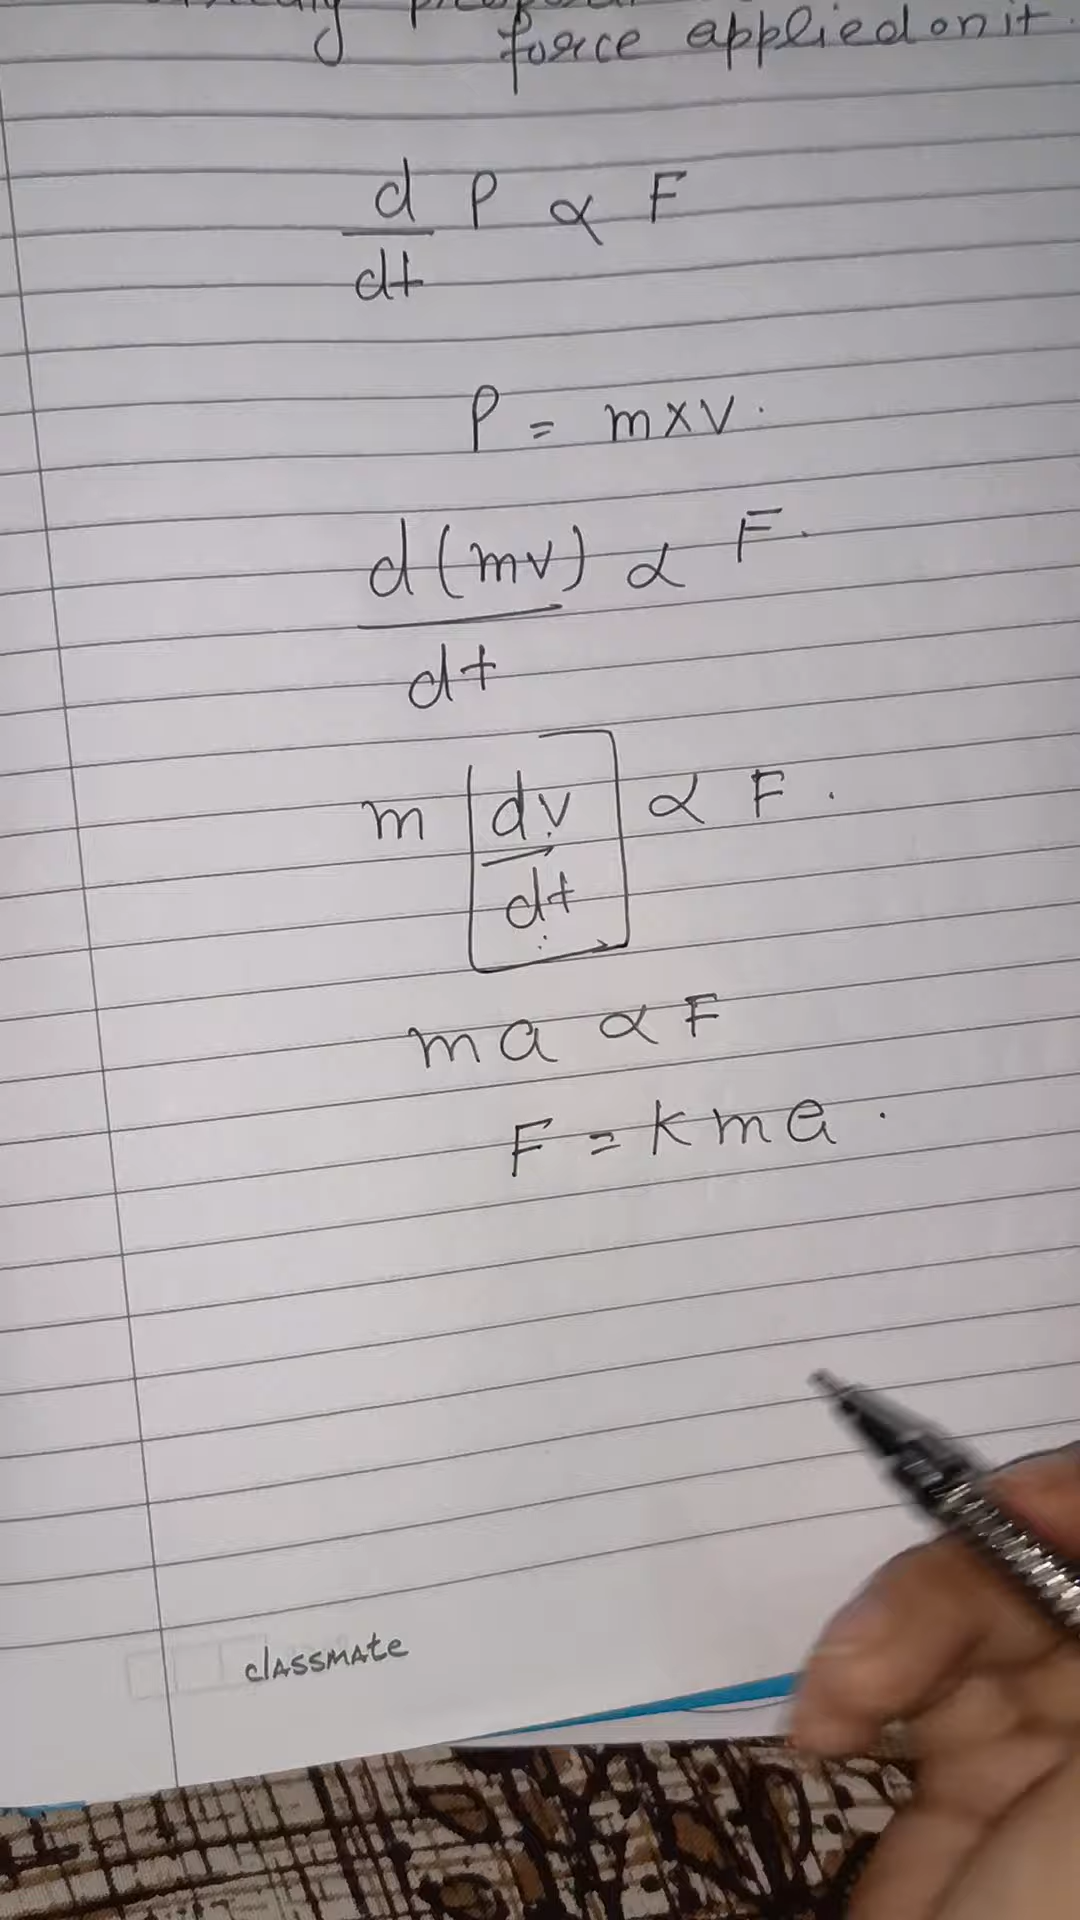 force applied on it.
d/dt P ∝ F
P = m×v.
d(mv)/dt ∝ F.
m [dv/dt] ∝ F.
ma ∝ F
F = kma.
classmate